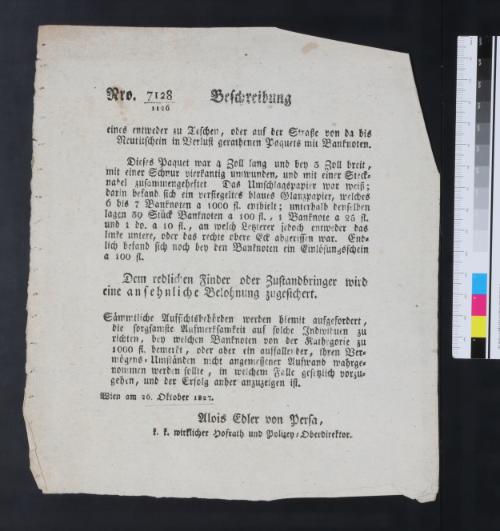 Nro. 7128/1126 Beschreibung
eines entweder zu Teschen, oder auf der Straße von da bis
Neutitschein in Verlust gerathenen Paquets mit Banknoten.
Dieses Paquet war 4 Zoll lang und bey 3 Zoll breit,
mit einer Schnur vierkantig umwunden, und mit einer Steck-
nadel zusammengeheftet Das Umschlagspapier war weiß;
darin befand sich ein versiegeltes blaues Glanzpapier, welches
6 bis 7 Banknoten a 1000 fl. enthielt; unterhalb denselben
lagen 39 Stück Banknoten a 100 fl., 1 Banknote a 25 fl.
und 1 do. a 10 fl., an welch Letzterer jedoch entweder das
linke untere, oder das rechte obere Eck abgerissen war. End-
lich befand sich noch bey den Banknoten ein Einlösungsschein
a 100 fl.
Dem redlichen Finder oder Zustandbringer wird
eine ansehnliche Belohnung zugesichert.
Sämmtliche Aufsichtsbehörden werden hiemit aufgefordert,
die sorgsamste Aufmerksamkeit auf solche Individuen zu
richten, bey welchen Banknoten von der Kathegorie zu
1000 fl. bemerkt, oder aber ein auffallender, ihren Ver-
mögens-Umständen nicht angemeßener Aufwand wahrge-
nommen werden sollte, in welchem Falle gesetzlich vorzu-
gehen, und der Erfolg anher anzuzeigen ist.
Wien am 26. Oktober 1827.
Alois Edler von Persa,
k. k. wirklicher Hofrath und Polizey-Oberdirektor.